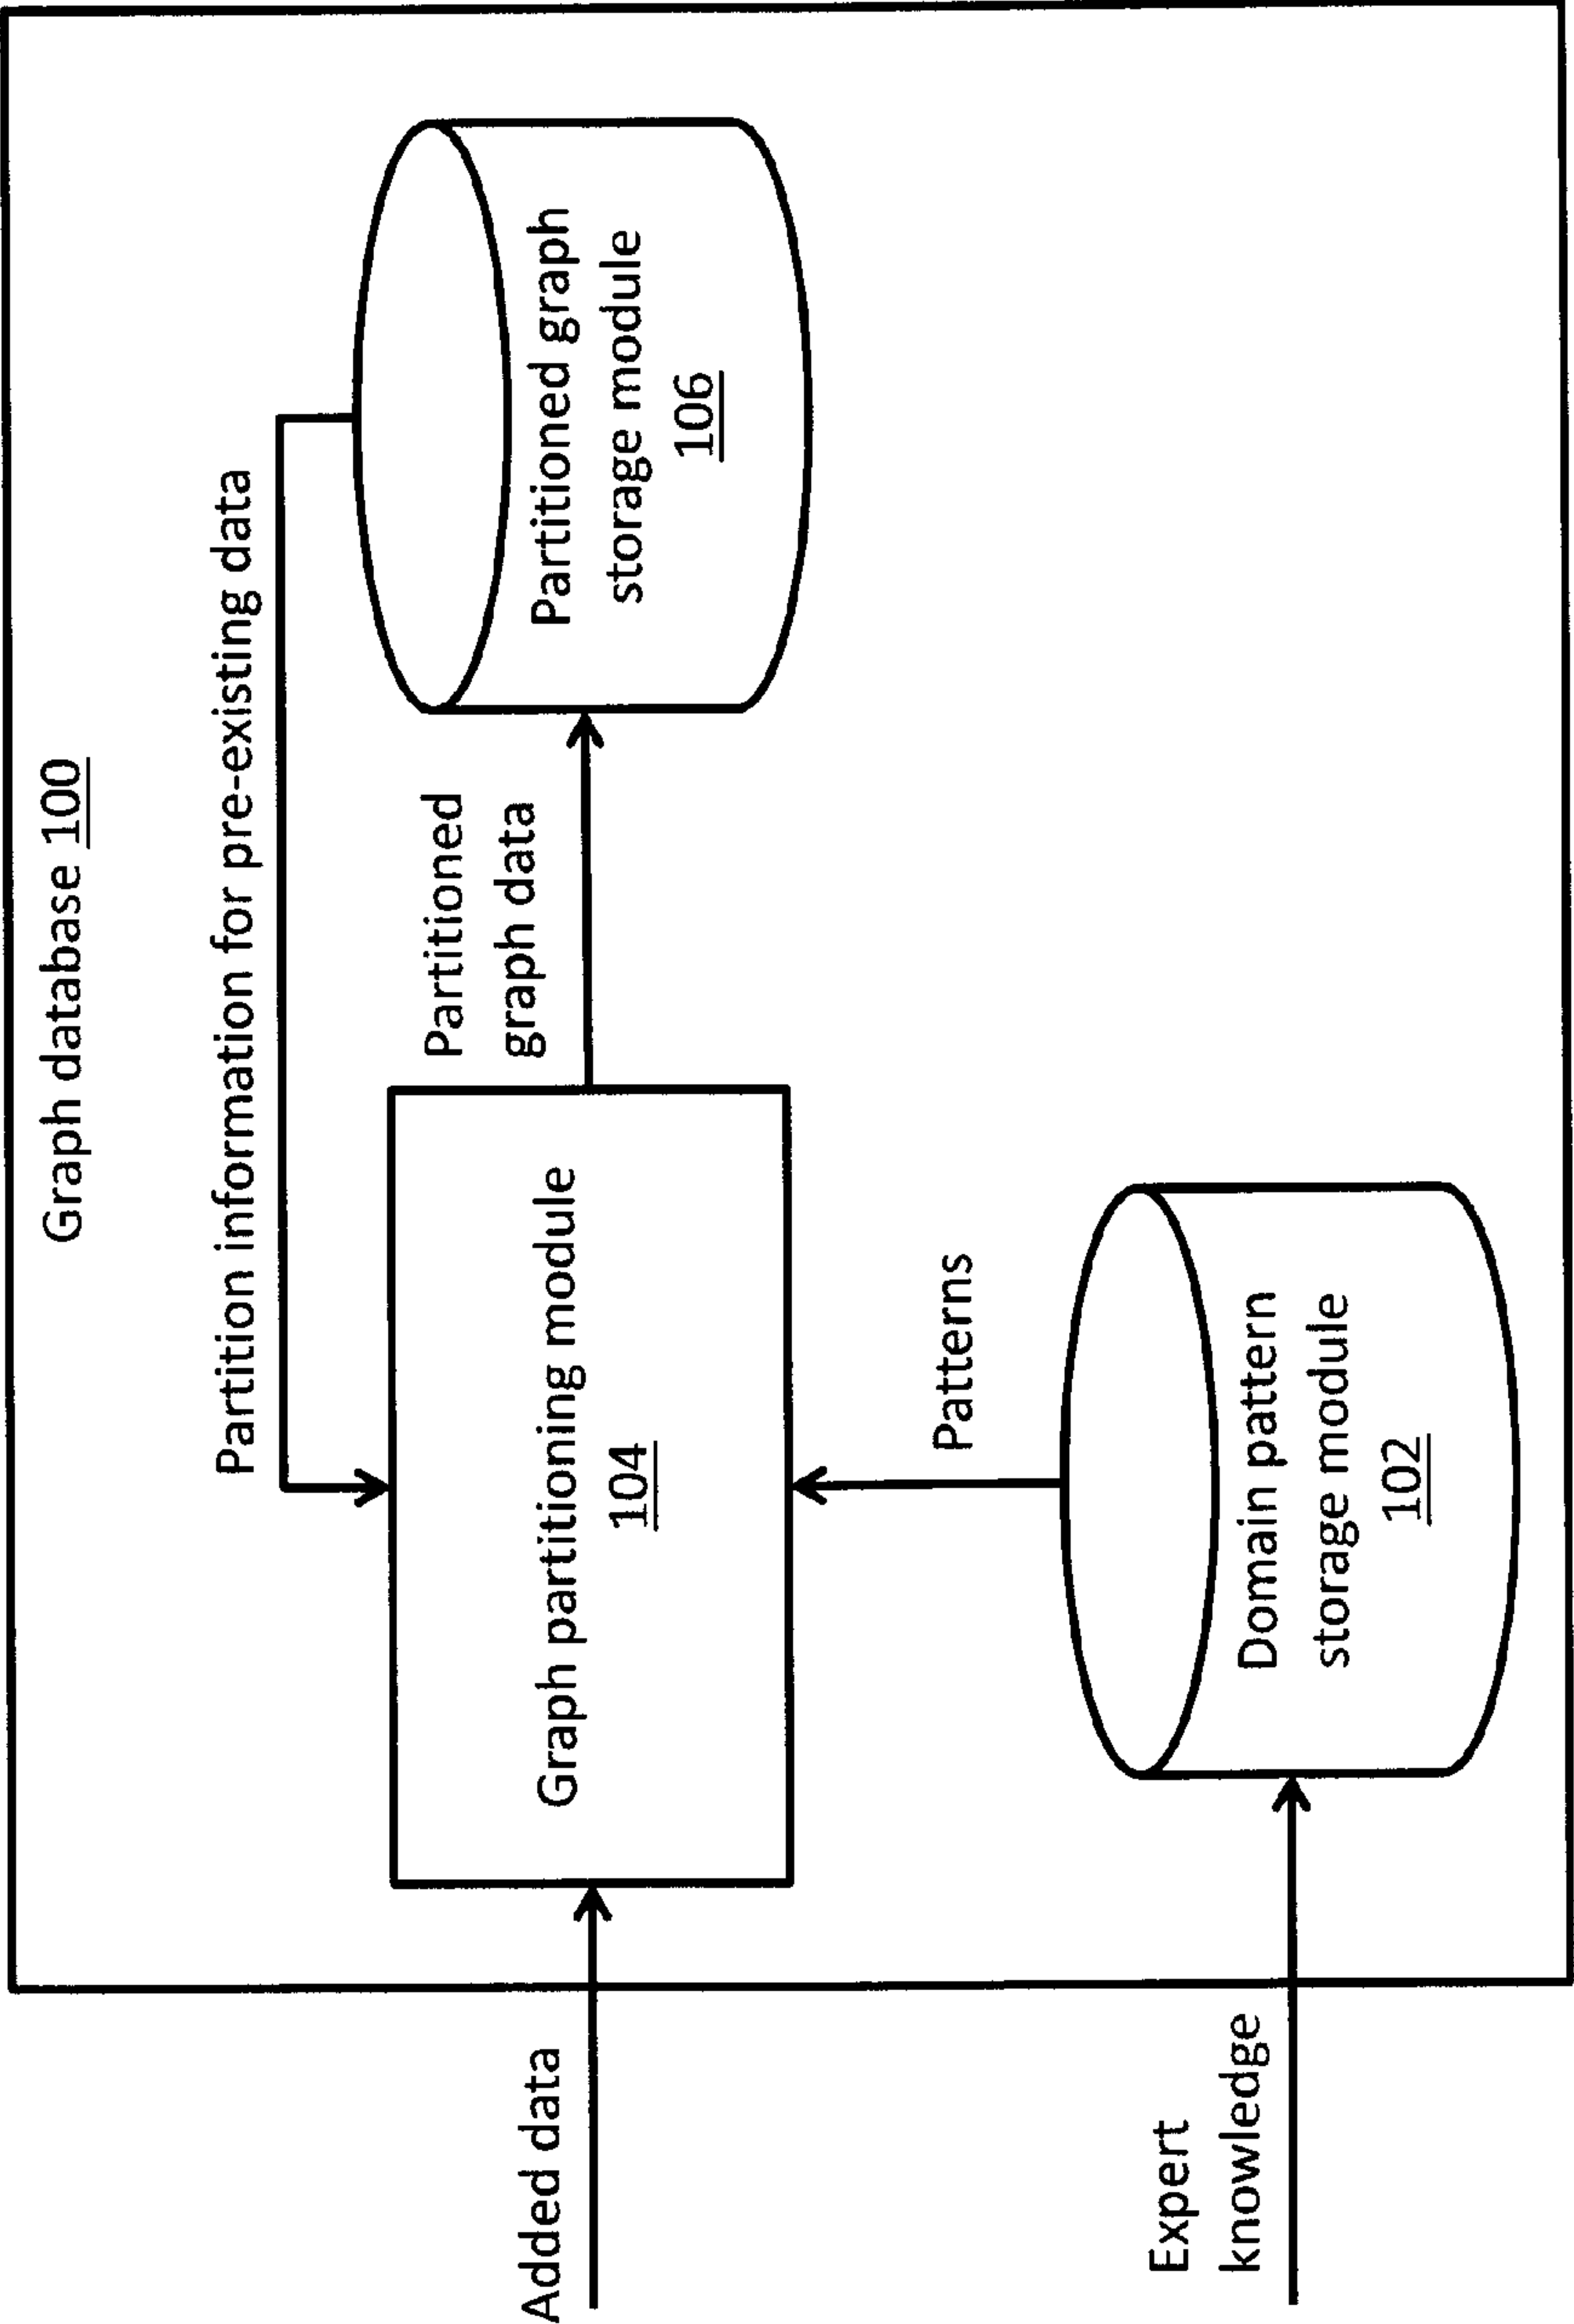 Graph database 100
Partition information for pre-existing data
Added data
Graph partitioning module
104
Partitioned
graph data
Partitioned graph
storage module
106
Patterns
Expert
knowledge
Domain pattern
storage module
102